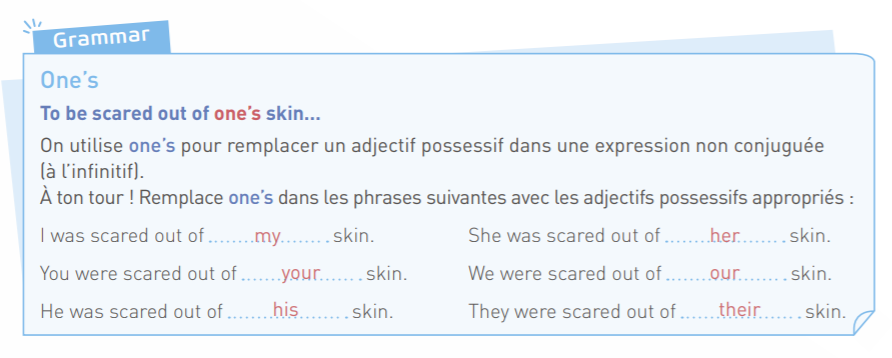 Grammar
One's
To be scared out of one's skin...
On utilise one's pour remplacer un adjectif possessif dans une expression non conjuguée
(à l'infinitif).
À ton tour ! Remplace one's dans les phrases suivantes avec les adjectifs possessifs appropriés :
I was scared out of ........my....... . skin.
You were scared out of .......your...... . skin.
He was scared out of ........his........ . skin.
She was scared out of ........her....... . skin.
We were scared out of ........our....... . skin.
They were scared out of .......their...... . skin.